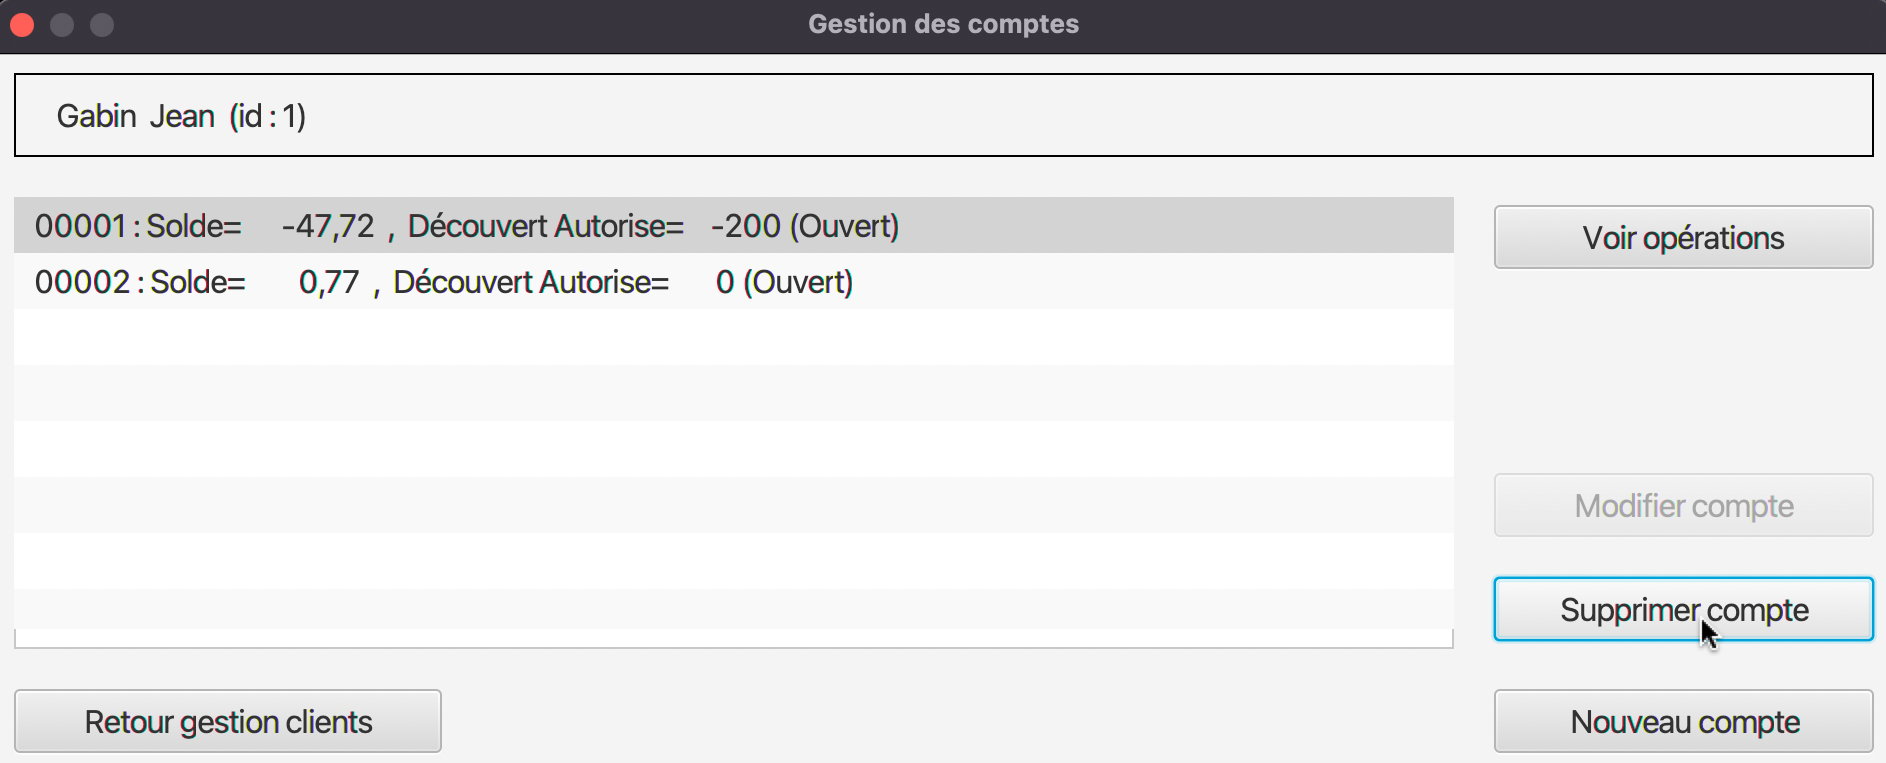 Gestion des comptes
Gabin Jean (id : 1)
00001 : Solde= -47,72 , Découvert Autorise= -200 (Ouvert)
00002 : Solde= 0,77 , Découvert Autorise= 0 (Ouvert)
Voir opérations
Modifier compte
Supprimer compte
Retour gestion clients
Nouveau compte